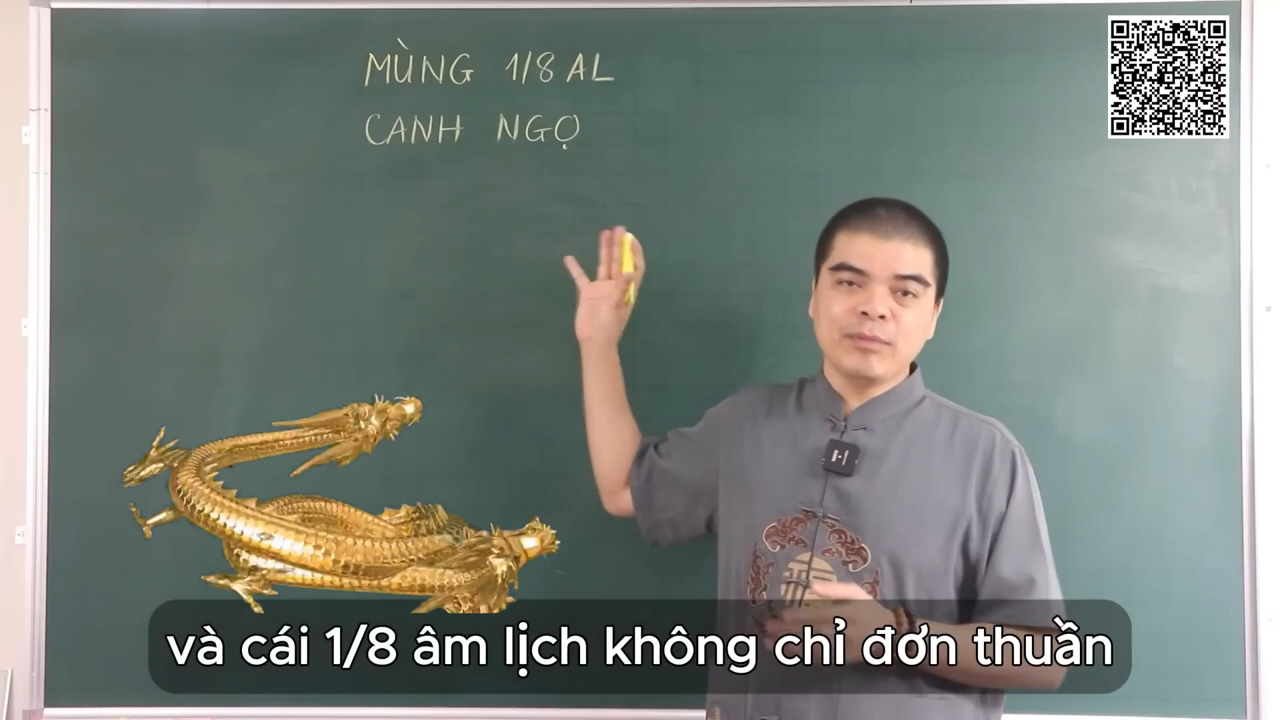 MÙNG 1/8 AL
CANH NGỌ
và cái 1/8 âm lịch không chỉ đơn thuần